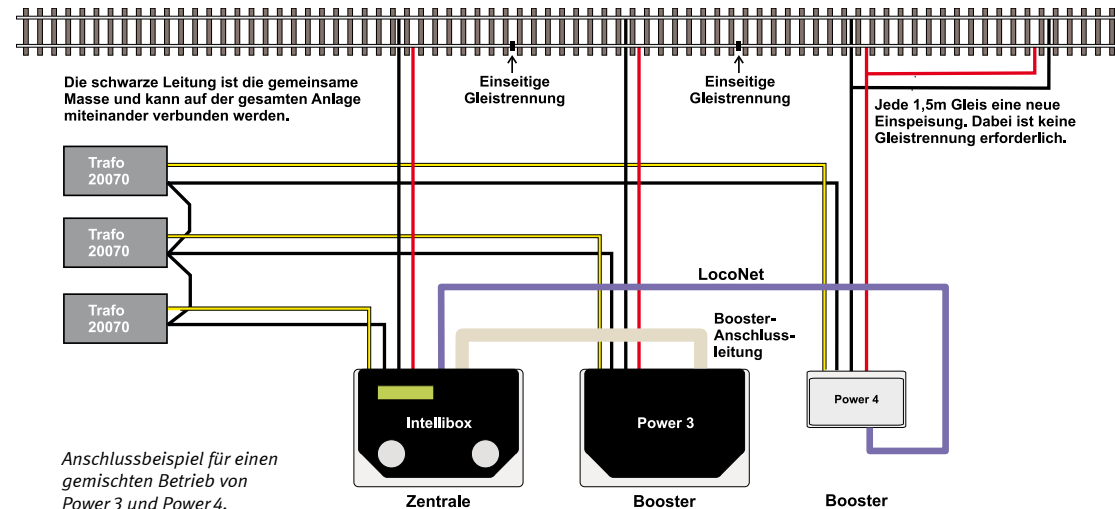 Die schwarze Leitung ist die gemeinsame
Masse und kann auf der gesamten Anlage
miteinander verbunden werden.
Einseitige
Gleistrennung
Einseitige
Gleistrennung
Jede 1,5m Gleis eine neue
Einspeisung. Dabei ist keine
Gleistrennung erforderlich.
Trafo
20070
Trafo
20070
Trafo
20070
LocoNet
Booster-
Anschluss-
leitung
Intellibox
Power 3
Power 4
Anschlussbeispiel für einen
gemischten Betrieb von
Power 3 und Power 4.
Zentrale
Booster
Booster